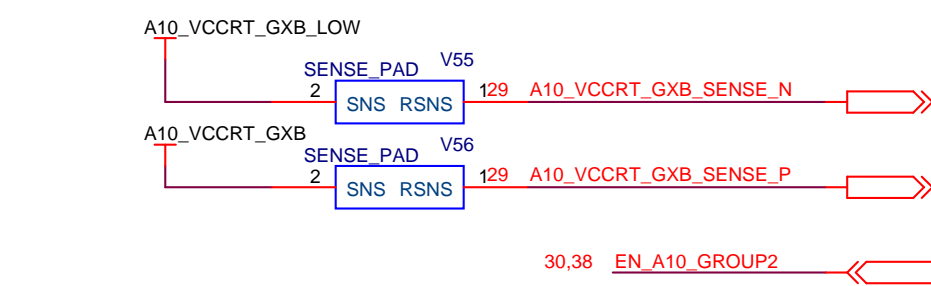 A10_VCCRT_GXB_LOW
SENSE_PAD V55
2 SNS RSNS 1 29 A10_VCCRT_GXB_SENSE_N
A10_VCCRT_GXB
SENSE_PAD V56
2 SNS RSNS 1 29 A10_VCCRT_GXB_SENSE_P
30,38 EN_A10_GROUP2